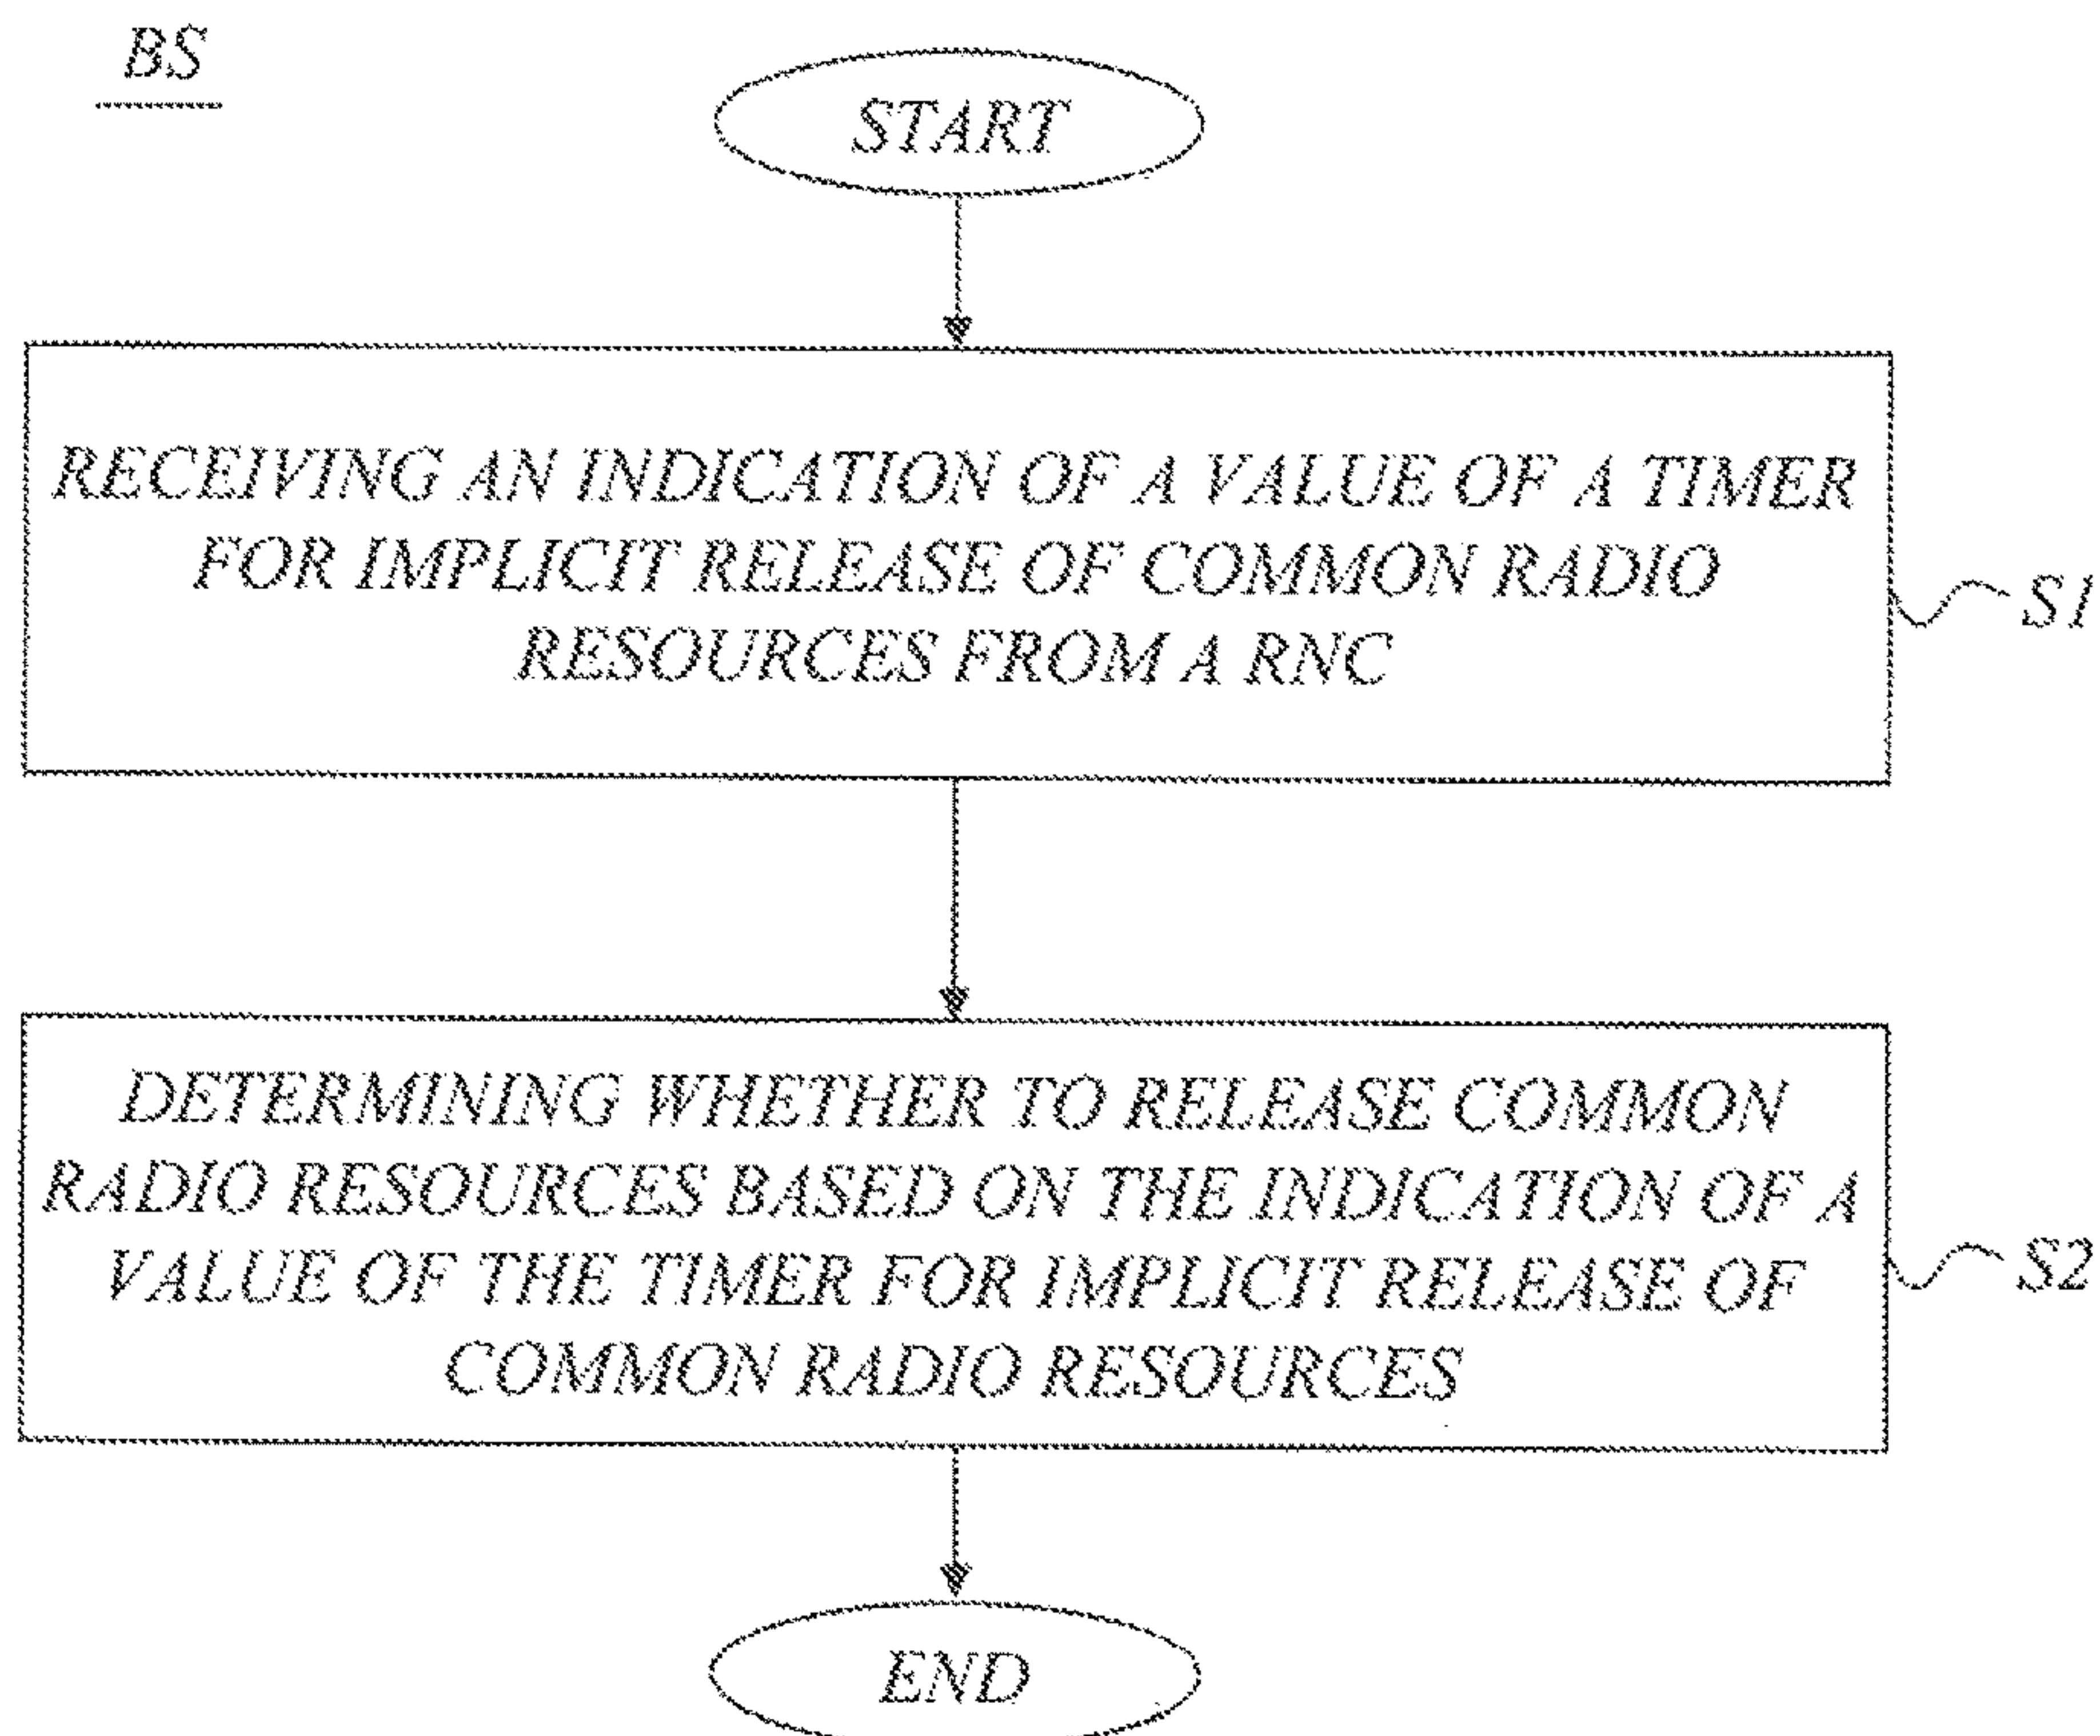 BS
START
RECEIVING AN INDICATION OF A VALUE OF A TIMER
FOR IMPLICIT RELEASE OF COMMON RADIO
RESOURCES FROM A RNC
S1
DETERMINING WHETHER TO RELEASE COMMON
RADIO RESOURCES BASED ON THE INDICATION OF A
VALUE OF THE TIMER FOR IMPLICIT RELEASE OF
COMMON RADIO RESOURCES
S2
END